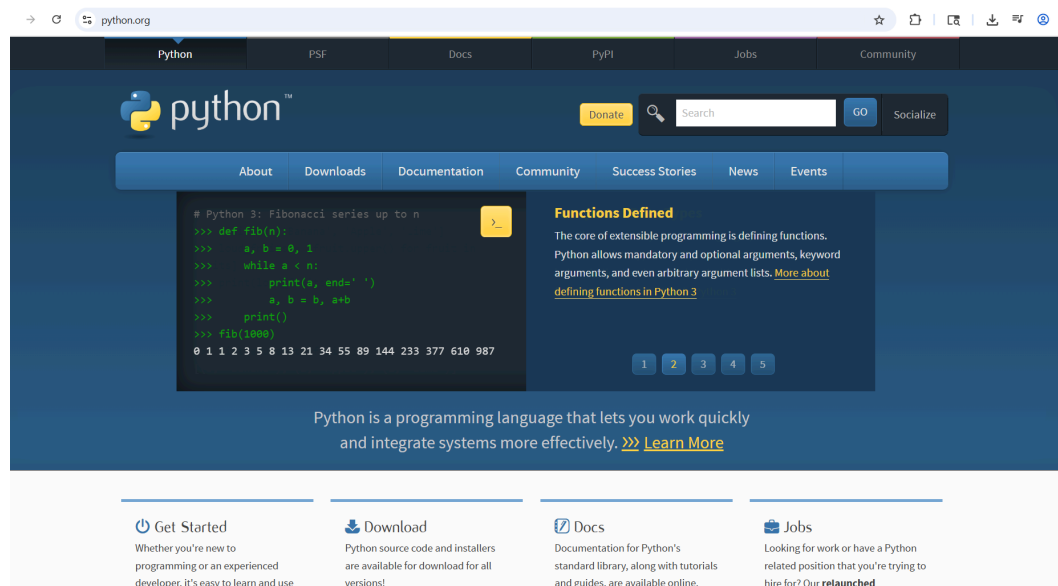 python.org
Python PSF Docs PyPI Jobs Community
python™
Donate Search GO Socialize
About Downloads Documentation Community Success Stories News Events
# Python 3: Fibonacci series up to n
>>> def fib(n):
>>>     a, b = 0, 1
>>>     while a < n:
>>>         print(a, end=' ')
>>>         a, b = b, a+b
>>>     print()
>>> fib(1000)
0 1 1 2 3 5 8 13 21 34 55 89 144 233 377 610 987
>_
Functions Defined
The core of extensible programming is defining functions.
Python allows mandatory and optional arguments, keyword
arguments, and even arbitrary argument lists. More about
defining functions in Python 3
1 2 3 4 5
Python is a programming language that lets you work quickly
and integrate systems more effectively. >>> Learn More
Get Started
Whether you're new to
programming or an experienced
developer, it's easy to learn and use
Download
Python source code and installers
are available for download for all
versions!
Docs
Documentation for Python's
standard library, along with tutorials
and guides, are available online.
Jobs
Looking for work or have a Python
related position that you're trying to
hire for? Our relaunched